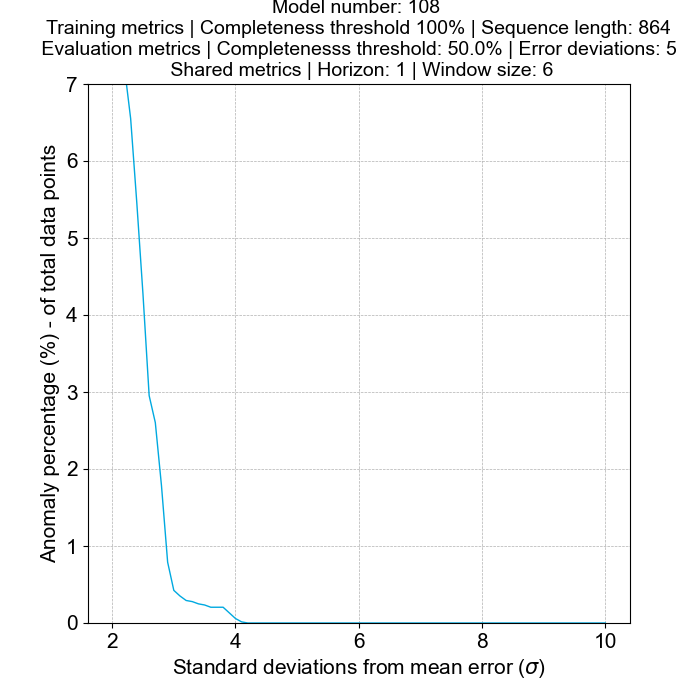 Model number: 108
Training metrics | Completeness threshold 100% | Sequence length: 864
Evaluation metrics | Completenesss threshold: 50.0% | Error deviations: 5
Shared metrics | Horizon: 1 | Window size: 6
7
6
5
4
3
2
1
0
Anomaly percentage (%) - of total data points
2 4 6 8 10
Standard deviations from mean error (σ)